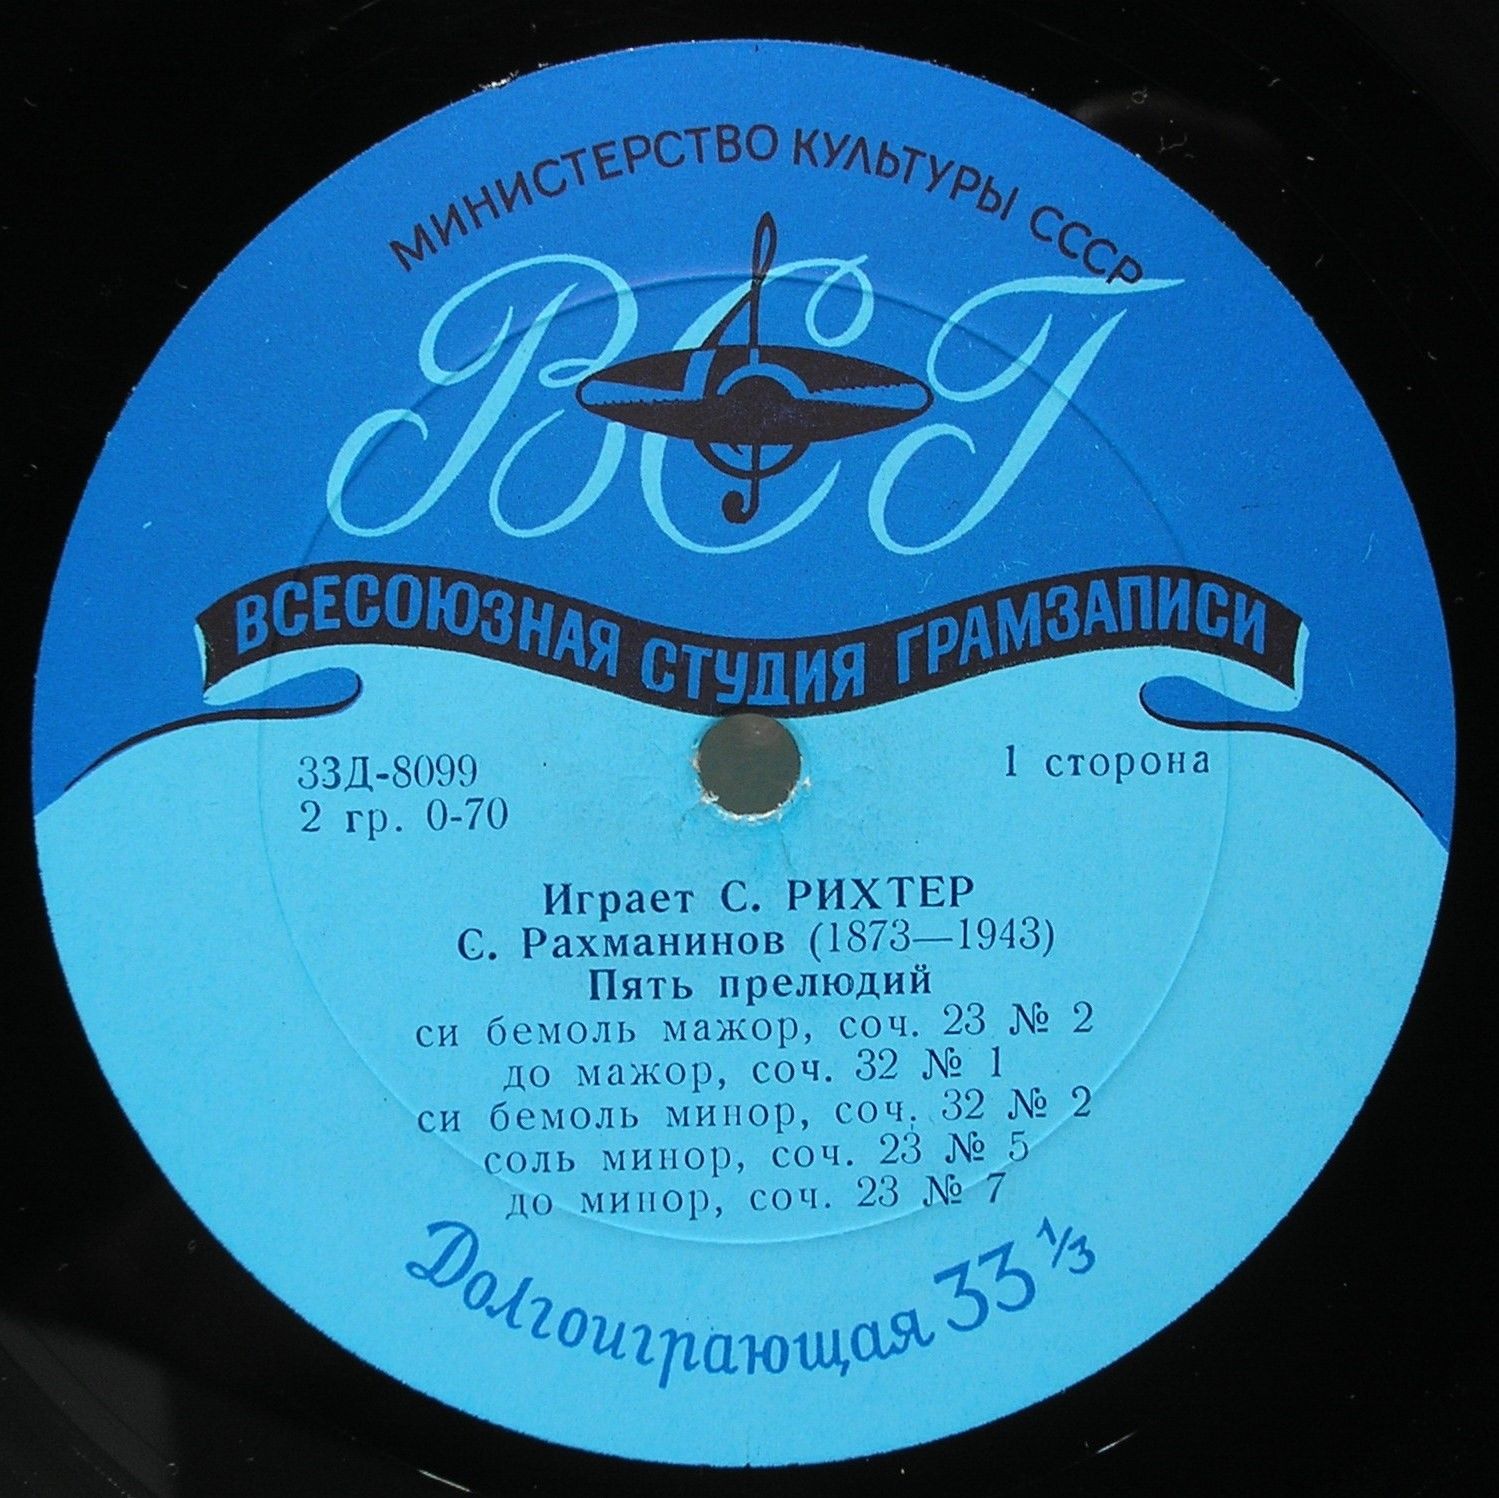 МИНИСТЕРСТВО КУЛЬТУРЫ СССР
ВСГ
ВСЕСОЮЗНАЯ СТУДИЯ ГРАМЗАПИСИ
33Д-8099
2 гр. 0-70
1 сторона
Играет С. РИХТЕР
С. Рахманинов (1873—1943)
Пять прелюдий
си бемоль мажор, соч. 23 № 2
до мажор, соч. 32 № 1
си бемоль минор, соч. 32 № 2
соль минор, соч. 23 № 5
до минор, соч. 23 № 7
Долгоиграющая 33 1/3